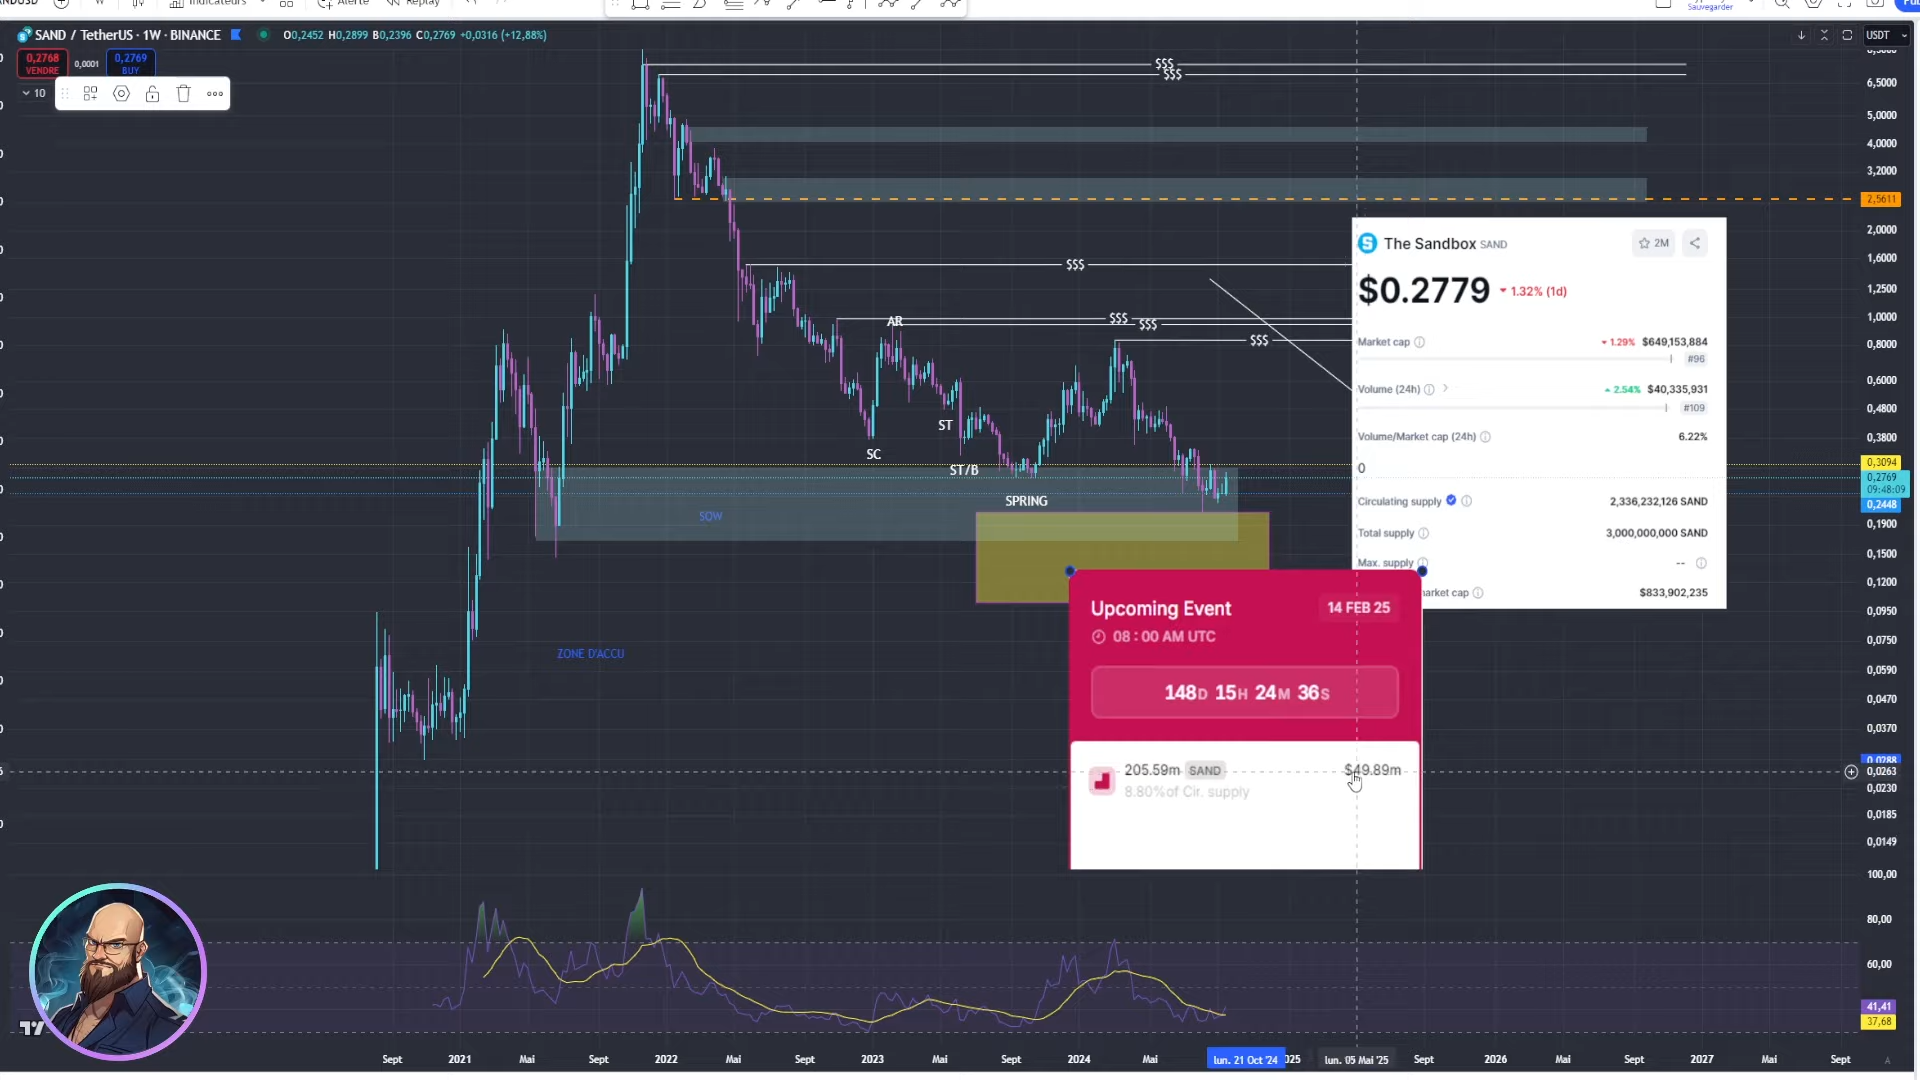 Indicateurs
Alerte
Replay
Sauvegarder
SAND / TetherUS · 1W · BINANCE
O0,2452 H0,2899 B0,2396 C0,2769 +0,0316 (+12,88%)
USDT
0,2768
VENDRE
0,0001
0,2769
BUY
10
$$$
$$$
$$$
$$$
$$$
$$$
AR
SC
ST
ST/B
SPRING
SOW
ZONE D'ACCU
6,5000
5,0000
4,0000
3,2000
2,5611
2,0000
1,6000
1,2500
1,0000
0,8000
0,6000
0,4800
0,3800
0,3094
0,2769
09:48:09
0,2448
0,1900
0,1500
0,1200
0,0950
0,0750
0,0590
0,0470
0,0370
0,0288
0,0263
0,0230
0,0185
0,0149
100,00
80,00
60,00
41,41
37,68
The Sandbox SAND
2M
$0.2779
1.32% (1d)
Market cap
1.29% $649,153,884
#96
Volume (24h)
2.54% $40,335,931
#109
Volume/Market cap (24h)
6.22%
0
Circulating supply
2,336,232,126 SAND
Total supply
3,000,000,000 SAND
Max. supply
--
market cap
$833,902,235
Upcoming Event
14 FEB 25
08 : 00 AM UTC
148D 15H 24M 36S
205.59m SAND
$49.89m
8.80% of Cir. supply
Sept
2021
Mai
Sept
2022
Mai
Sept
2023
Mai
Sept
2024
Mai
lun. 21 Oct '24
025
lun. 05 Mai '25
Sept
2026
Mai
Sept
2027
Mai
Sept
A